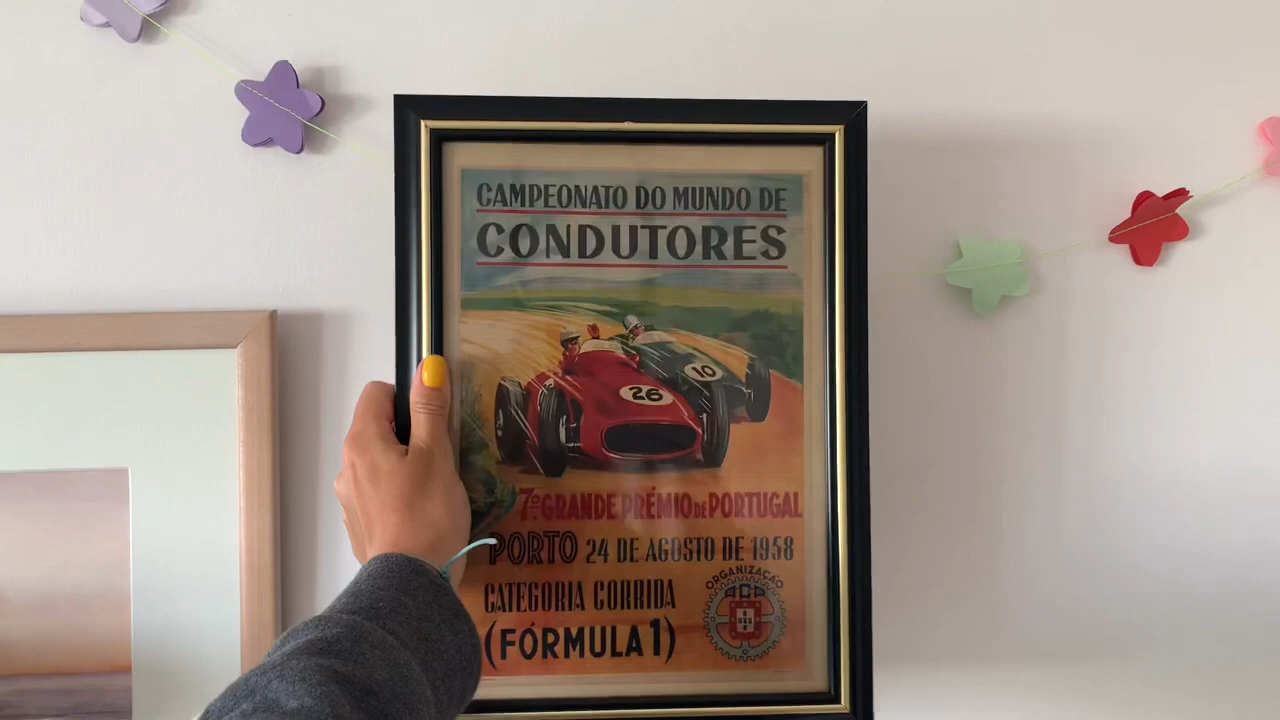 CAMPEONATO DO MUNDO DE
CONDUTORES
10
26
7º GRANDE PRÉMIO DE PORTUGAL
PORTO 24 DE AGOSTO DE 1958
ORGANIZAÇÃO
ACP
CATEGORIA CORRIDA
(FÓRMULA 1)